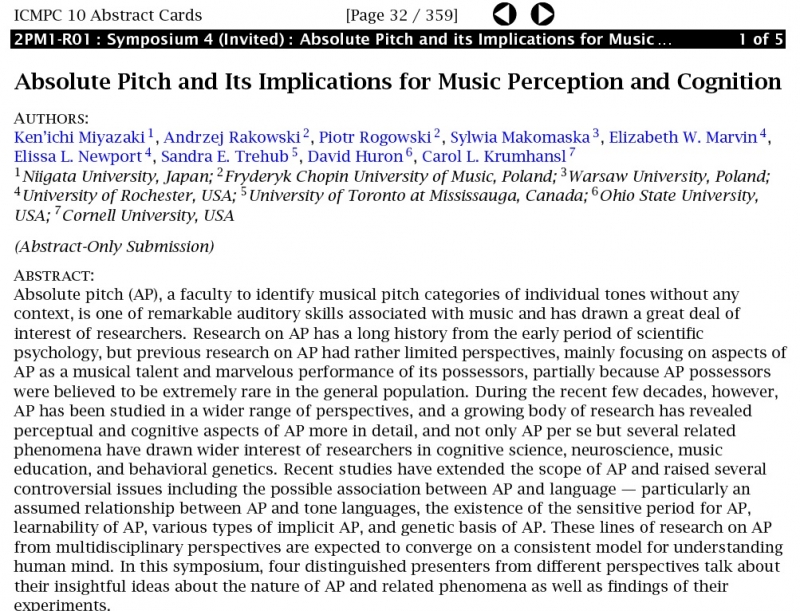 ICMPC 10 Abstract Cards [Page 32 / 359]
2PM1-R01 : Symposium 4 (Invited) : Absolute Pitch and its Implications for Music ... 1 of 5
Absolute Pitch and Its Implications for Music Perception and Cognition
AUTHORS:
Ken'ichi Miyazaki 1, Andrzej Rakowski 2, Piotr Rogowski 2, Sylwia Makomaska 3, Elizabeth W. Marvin 4,
Elissa L. Newport 4, Sandra E. Trehub 5, David Huron 6, Carol L. Krumhansl 7
1 Niigata University, Japan; 2 Fryderyk Chopin University of Music, Poland; 3 Warsaw University, Poland;
4 University of Rochester, USA; 5 University of Toronto at Mississauga, Canada; 6 Ohio State University,
USA; 7 Cornell University, USA
(Abstract-Only Submission)
ABSTRACT:
Absolute pitch (AP), a faculty to identify musical pitch categories of individual tones without any
context, is one of remarkable auditory skills associated with music and has drawn a great deal of
interest of researchers. Research on AP has a long history from the early period of scientific
psychology, but previous research on AP had rather limited perspectives, mainly focusing on aspects of
AP as a musical talent and marvelous performance of its possessors, partially because AP possessors
were believed to be extremely rare in the general population. During the recent few decades, however,
AP has been studied in a wider range of perspectives, and a growing body of research has revealed
perceptual and cognitive aspects of AP more in detail, and not only AP per se but several related
phenomena have drawn wider interest of researchers in cognitive science, neuroscience, music
education, and behavioral genetics. Recent studies have extended the scope of AP and raised several
controversial issues including the possible association between AP and language — particularly an
assumed relationship between AP and tone languages, the existence of the sensitive period for AP,
learnability of AP, various types of implicit AP, and genetic basis of AP. These lines of research on AP
from multidisciplinary perspectives are expected to converge on a consistent model for understanding
human mind. In this symposium, four distinguished presenters from different perspectives talk about
their insightful ideas about the nature of AP and related phenomena as well as findings of their
experiments.